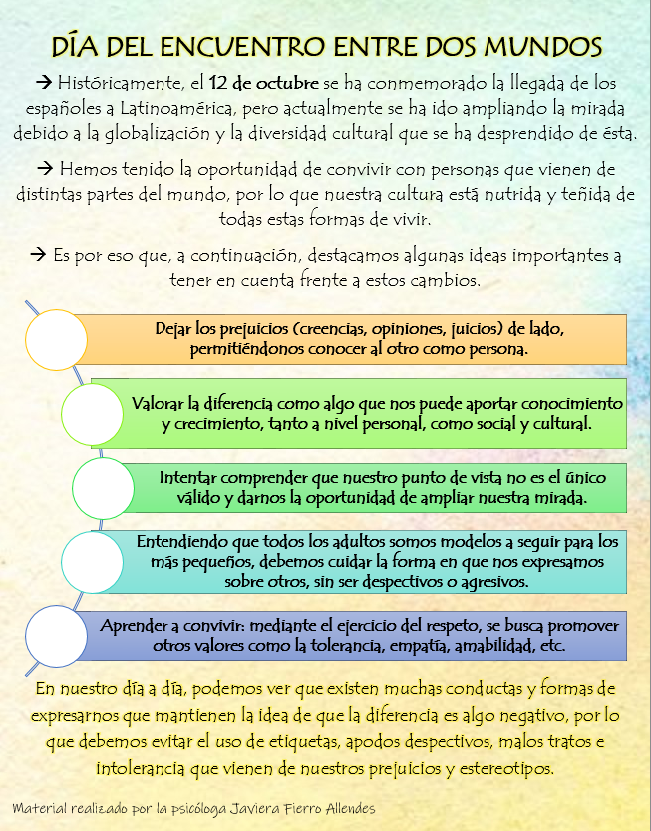 DÍA DEL ENCUENTRO ENTRE DOS MUNDOS
→ Históricamente, el 12 de octubre se ha conmemorado la llegada de los
españoles a Latinoamérica, pero actualmente se ha ido ampliando la mirada
debido a la globalización y la diversidad cultural que se ha desprendido de ésta.
→ Hemos tenido la oportunidad de convivir con personas que vienen de
distintas partes del mundo, por lo que nuestra cultura está nutrida y teñida de
todas estas formas de vivir.
→ Es por eso que, a continuación, destacamos algunas ideas importantes a
tener en cuenta frente a estos cambios.
Dejar los prejuicios (creencias, opiniones, juicios) de lado,
permitiéndonos conocer al otro como persona.
Valorar la diferencia como algo que nos puede aportar conocimiento
y crecimiento, tanto a nivel personal, como social y cultural.
Intentar comprender que nuestro punto de vista no es el único
válido y darnos la oportunidad de ampliar nuestra mirada.
Entendiendo que todos los adultos somos modelos a seguir para los
más pequeños, debemos cuidar la forma en que nos expresamos
sobre otros, sin ser despectivos o agresivos.
Aprender a convivir: mediante el ejercicio del respeto, se busca promover
otros valores como la tolerancia, empatía, amabilidad, etc.
En nuestro día a día, podemos ver que existen muchas conductas y formas de
expresarnos que mantienen la idea de que la diferencia es algo negativo, por lo
que debemos evitar el uso de etiquetas, apodos despectivos, malos tratos e
intolerancia que vienen de nuestros prejuicios y estereotipos.
Material realizado por la psicóloga Javiera Fierro Allendes